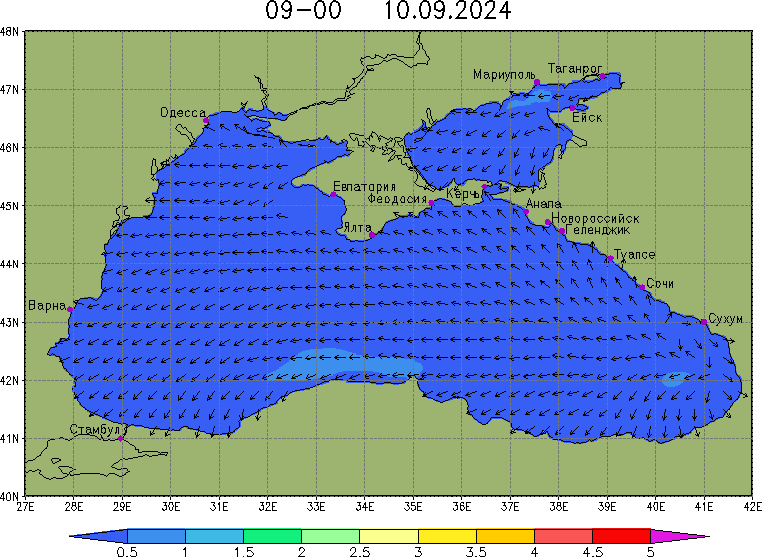 09-00 10.09.2024
48N
47N
46N
45N
44N
43N
42N
41N
40N
Таганрог
Мариуполь
Одесса
Ейск
Евпатория
Керчь
Феодосия
Анапа
Новороссийск
Ялта
Геленджик
Туапсе
Сочи
Варна
Сухум
Стамбул
27E 28E 29E 30E 31E 32E 33E 34E 35E 36E 37E 38E 39E 40E 41E 42E
0.5 1 1.5 2 2.5 3 3.5 4 4.5 5